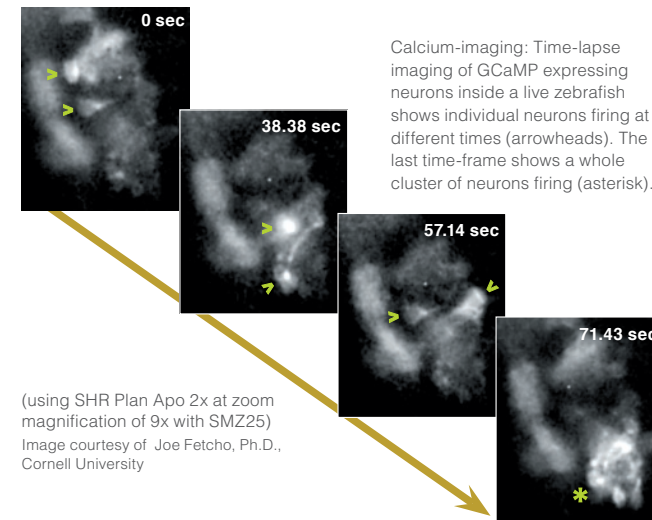 0 sec
Calcium-imaging: Time-lapse
imaging of GCaMP expressing
neurons inside a live zebrafish
shows individual neurons firing at
different times (arrowheads). The
last time-frame shows a whole
cluster of neurons firing (asterisk).
38.38 sec
57.14 sec
71.43 sec
(using SHR Plan Apo 2x at zoom
magnification of 9x with SMZ25)
Image courtesy of Joe Fetcho, Ph.D.,
Cornell University